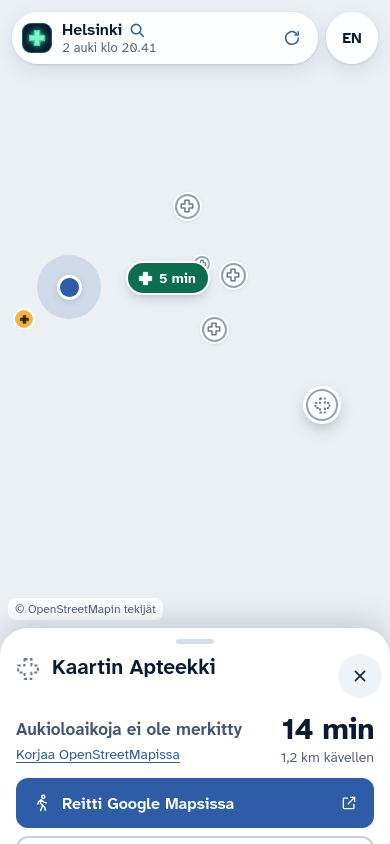 Helsinki
2 auki klo 20.41
EN
5 min
© OpenStreetMapin tekijät
Kaartin Apteekki
Aukioloaikoja ei ole merkitty
14 min
Korjaa OpenStreetMapissa
1,2 km kävellen
Reitti Google Mapsissa